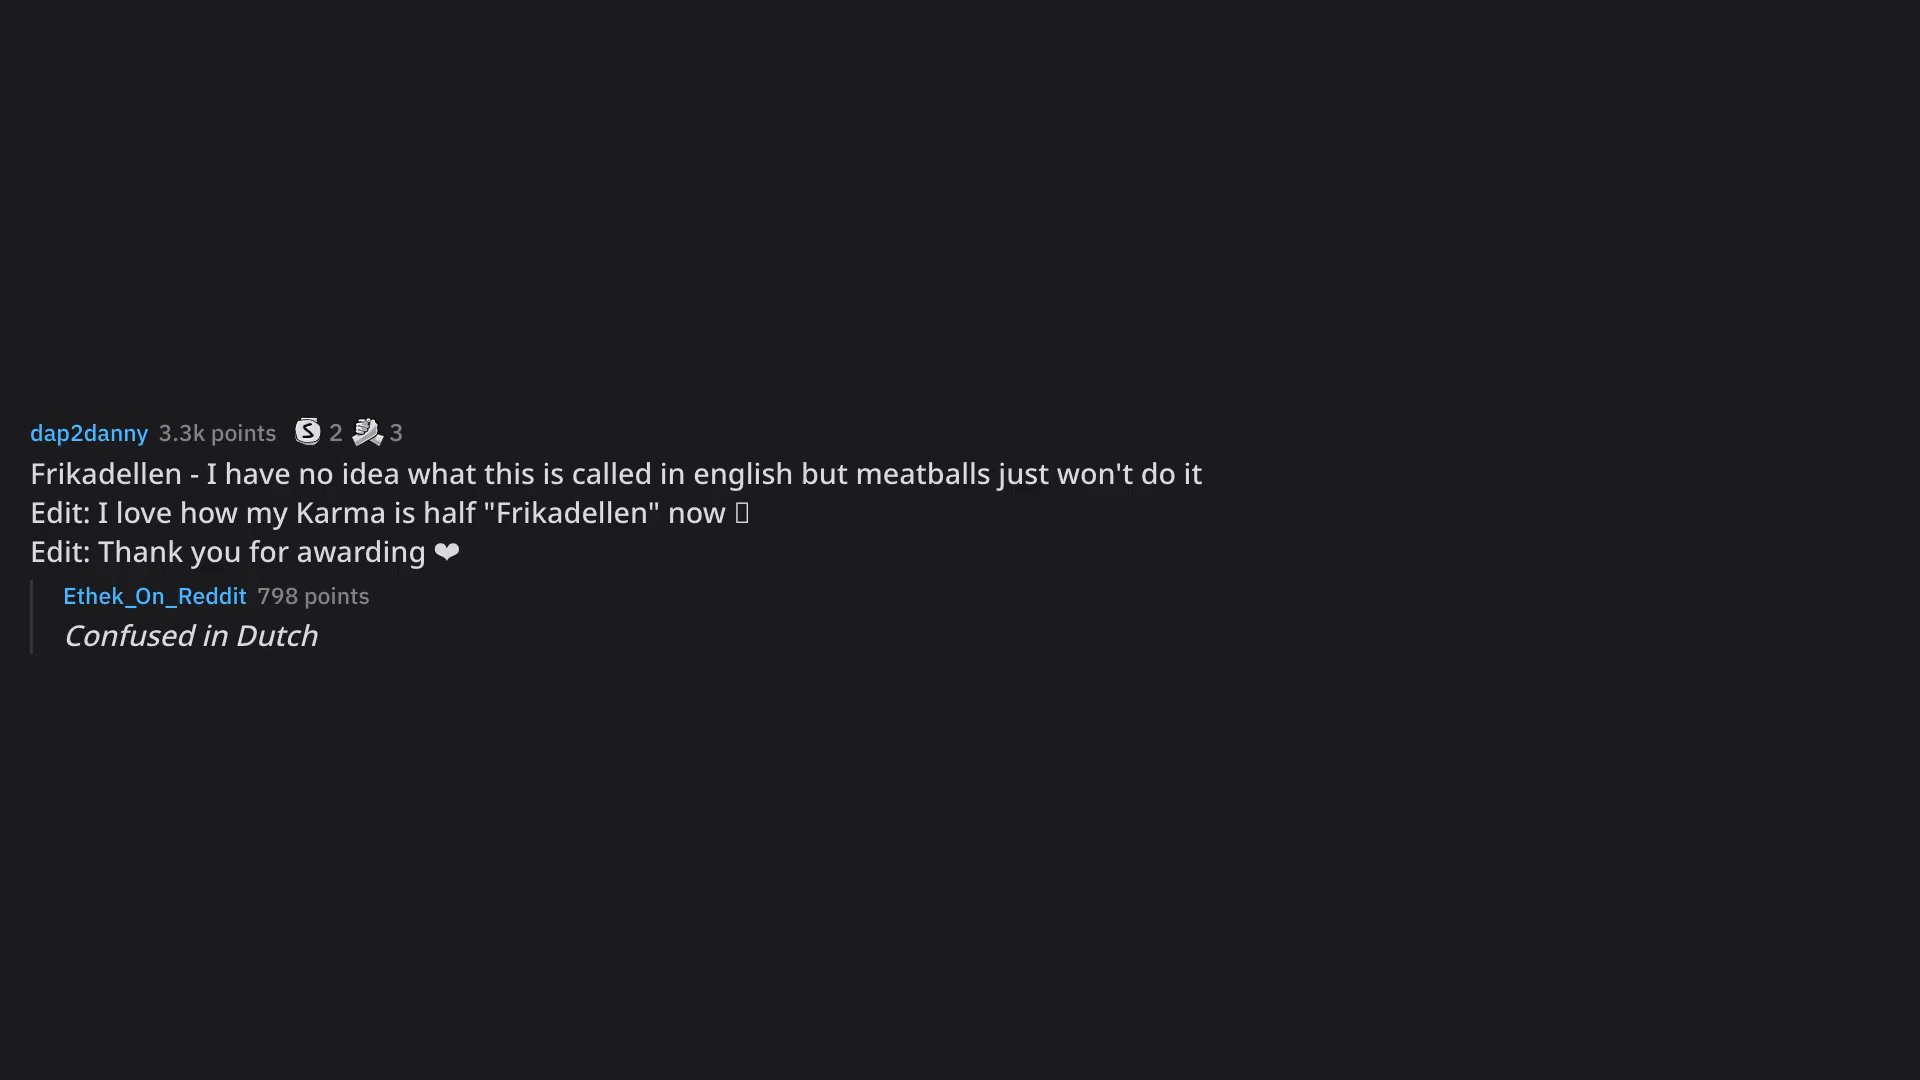 dap2danny 3.3k points 2 3
Frikadellen - I have no idea what this is called in english but meatballs just won't do it
Edit: I love how my Karma is half "Frikadellen" now
Edit: Thank you for awarding ❤
Ethek_On_Reddit 798 points
Confused in Dutch